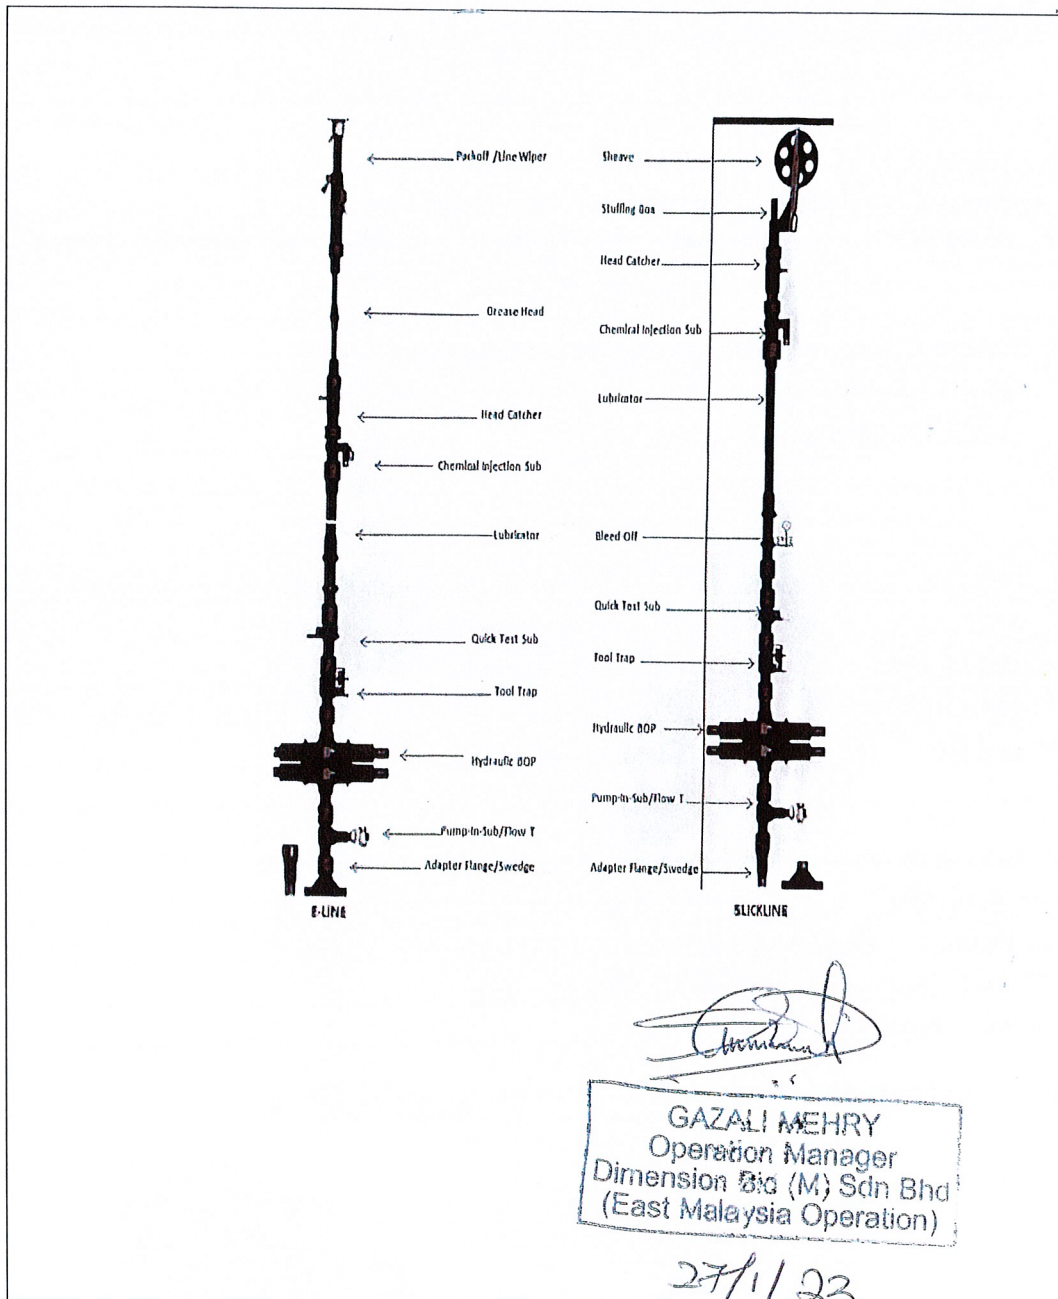 Packoff /Line Wiper
Grease Head
Head Catcher
Chemical Injection Sub
Lubricator
Quick Test Sub
Tool Trap
Hydraulic BOP
Pump-In-Sub/Flow T
Adapter Flange/Swedge
E-LINE
Sheave
Stuffing Box
Head Catcher
Chemical Injection Sub
Lubricator
Bleed Off
Quick Test Sub
Tool Trap
Hydraulic BOP
Pump-In-Sub/Flow T
Adapter Flange/Swedge
SLICKLINE
GAZALI MEHRY
Operation Manager
Dimension Bid (M) Sdn Bhd
(East Malaysia Operation)
27/1/23